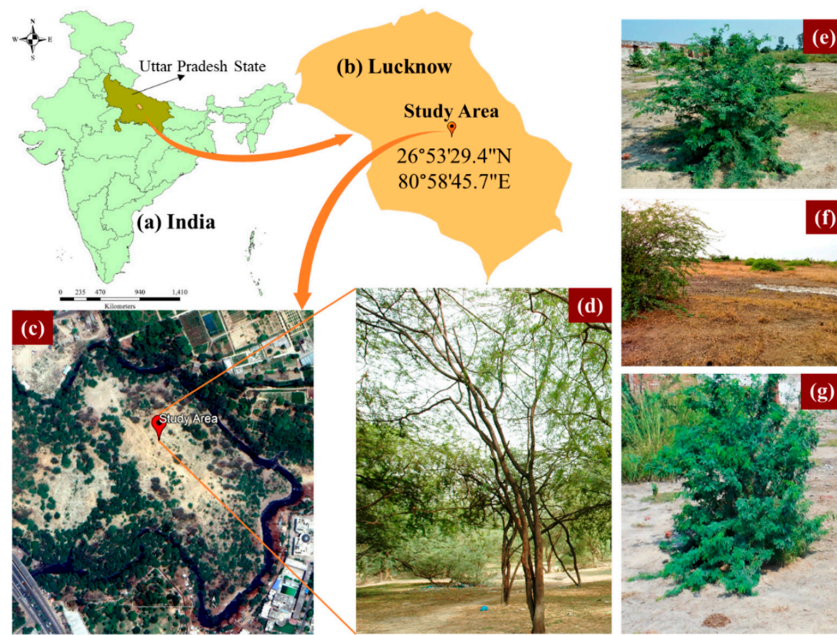 N
W E
S
Uttar Pradesh State
(a) India
0 235 470 940 1,410
Kilometers
(b) Lucknow
Study Area
26°53'29.4"N
80°58'45.7"E
(c)
Study Area
(d)
(e)
(f)
(g)